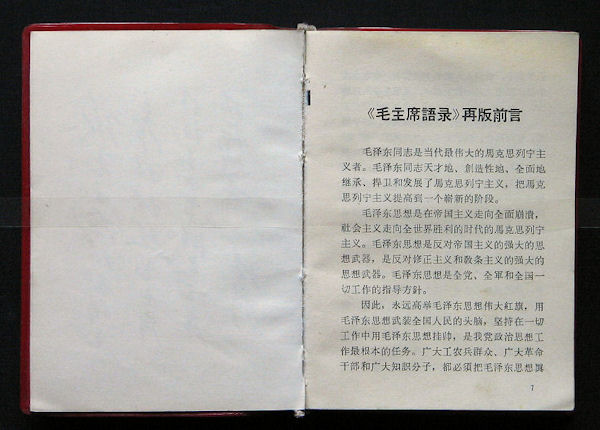 《毛主席語录》再版前言
毛泽东同志是当代最伟大的馬克思列宁主
义者。毛泽东同志天才地、創造性地、全面地
继承、捍卫和发展了馬克思列宁主义，把馬克
思列宁主义提高到一个崭新的阶段。
毛泽东思想是在帝国主义走向全面崩潰，
社会主义走向全世界胜利的时代的馬克思列宁
主义。毛泽东思想是反对帝国主义的强大的思
想武器，是反对修正主义和教条主义的强大的
思想武器。毛泽东思想是全党、全軍和全国一
切工作的指导方針。
因此，永远高举毛泽东思想伟大紅旗，用
毛泽东思想武装全国人民的头脑，坚持在一切
工作中用毛泽东思想挂帅，是我党政治思想工
作最根本的任务。广大工农兵群众、广大革命
干部和广大知识分子，都必須把毛泽东思想真
7